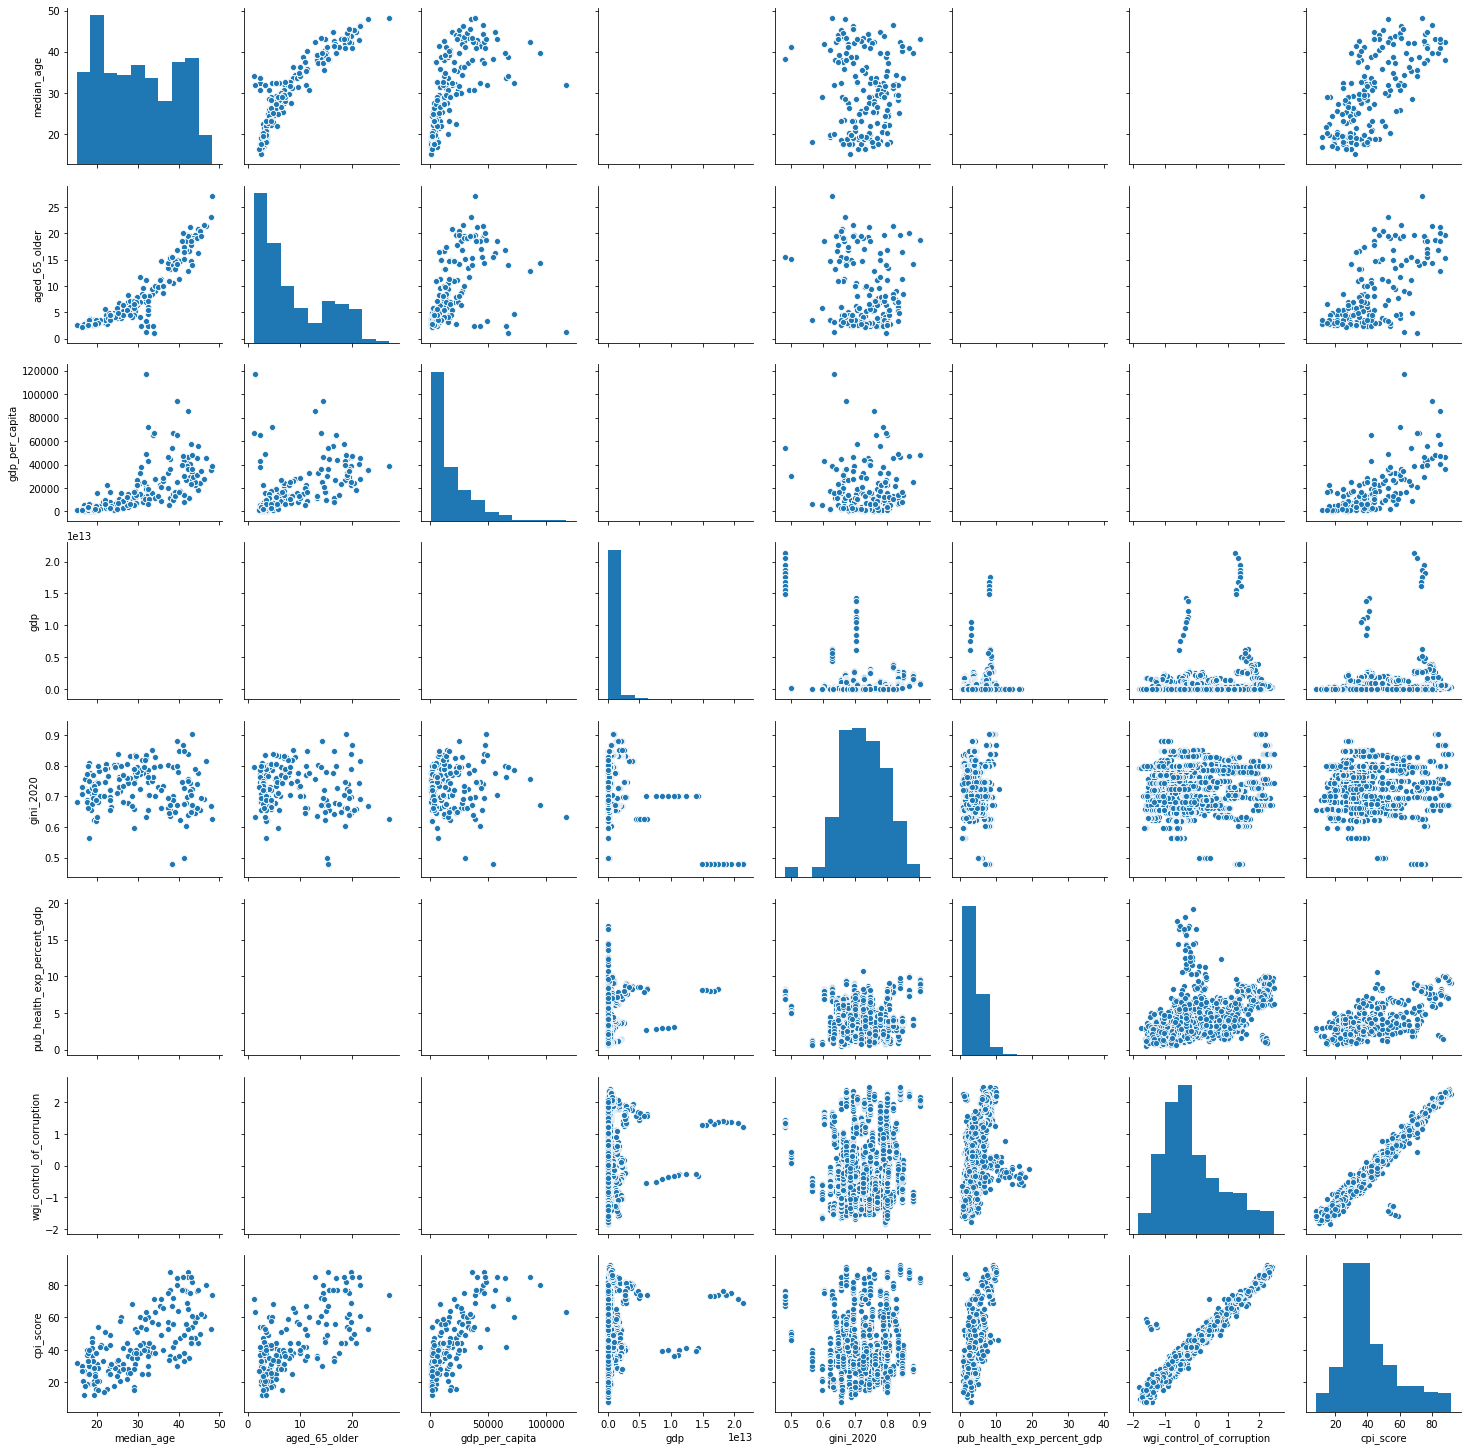 50
40
30
20
median_age
25
20
15
10
5
0
aged_65_older
120000
100000
80000
60000
40000
20000
0
gdp_per_capita
1e13
2.0
1.5
1.0
0.5
0.0
gdp
0.9
0.8
0.7
0.6
0.5
gini_2020
20
15
10
5
0
pub_health_exp_percent_gdp
2
1
0
−1
−2
wgi_control_of_corruption
80
60
40
20
cpi_score
20 30 40 50
median_age
0 10 20
aged_65_older
0 50000 100000
gdp_per_capita
0.0 0.5 1.0 1.5 2.0
1e13
gdp
0.5 0.6 0.7 0.8 0.9
gini_2020
0 10 20 30 40
pub_health_exp_percent_gdp
−2 −1 0 1 2
wgi_control_of_corruption
20 40 60 80
cpi_score